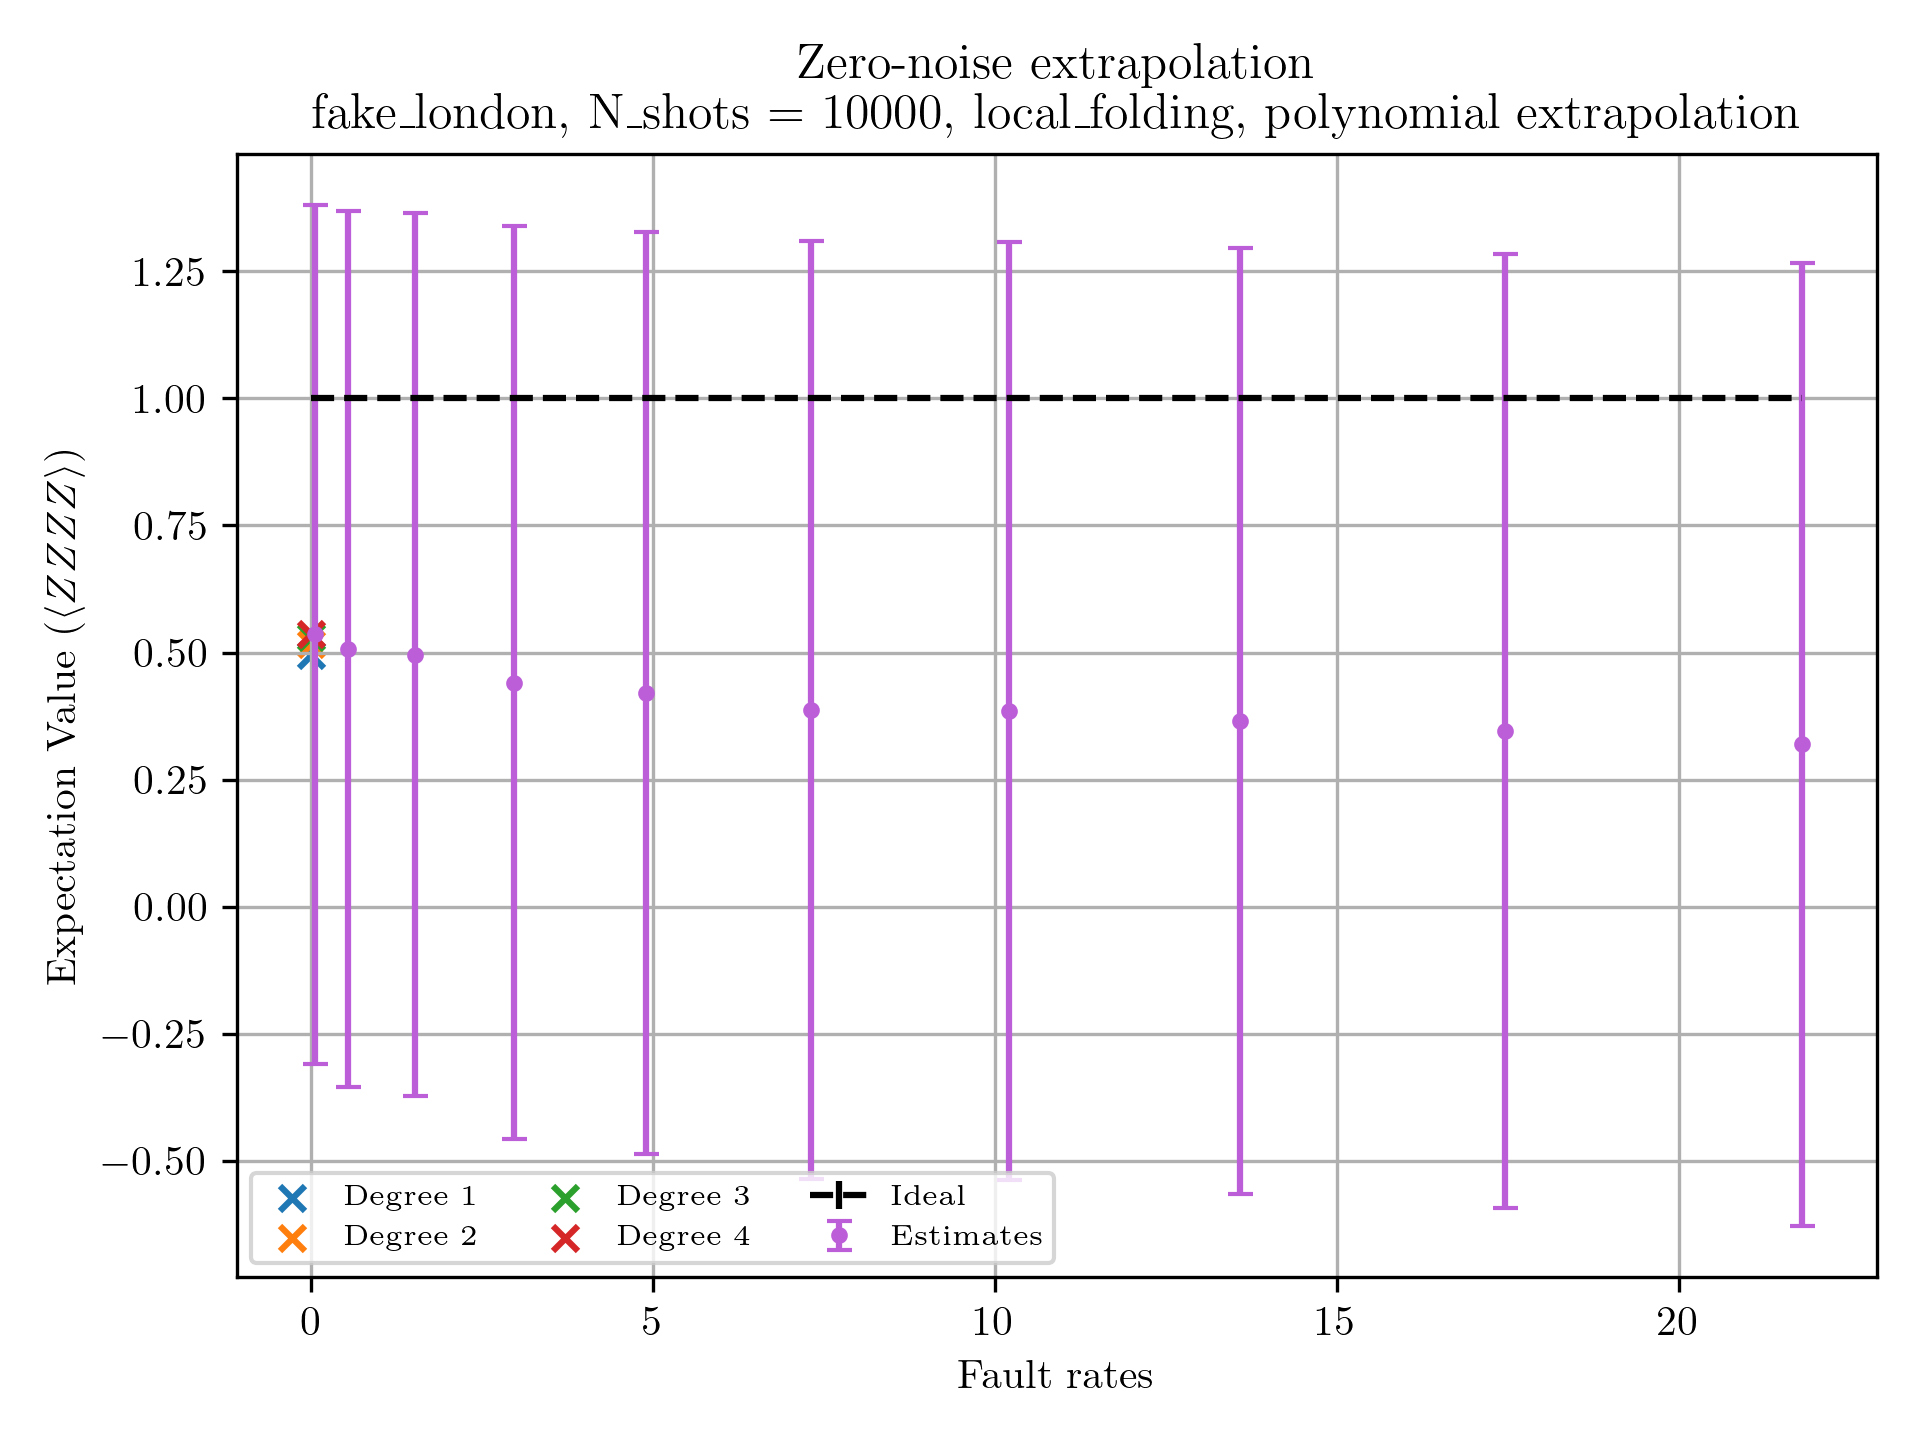 Zero-noise extrapolation
fake_london, N_shots = 10000, local_folding, polynomial extrapolation
Expectation Value (⟨ZZZZ⟩)
1.25
1.00
0.75
0.50
0.25
0.00
−0.25
−0.50
Degree 1
Degree 2
Degree 3
Degree 4
Ideal
Estimates
0
5
10
15
20
Fault rates